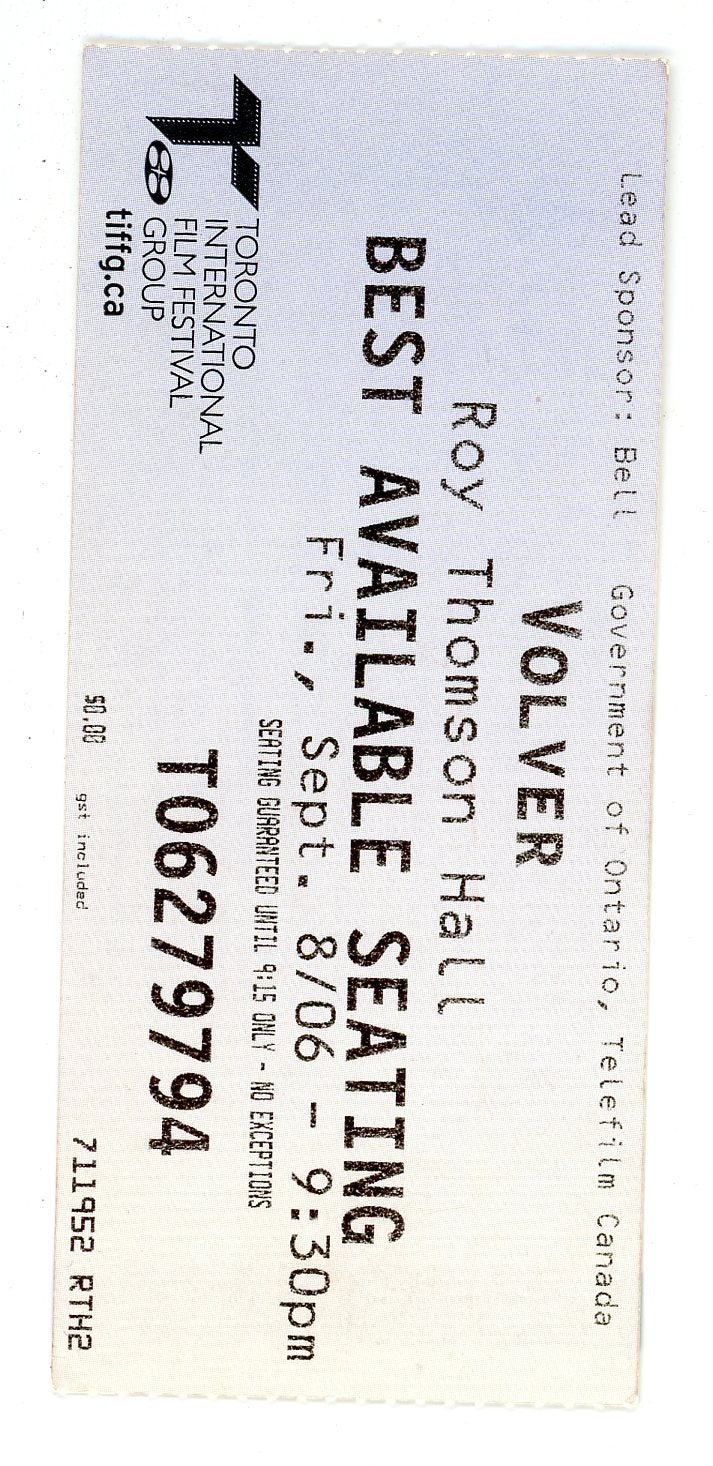 Lead Sponsor: Bell  Government of Ontario, Telefilm Canada
VOLVER
Roy Thomson Hall
BEST AVAILABLE SEATING
Fri., Sept. 8/06 - 9:30pm
SEATING GUARANTEED UNTIL 9:15 ONLY - NO EXCEPTIONS
TORONTO
INTERNATIONAL
FILM FESTIVAL
GROUP
tiffg.ca
T06279794
$0.00 gst included 711952 RTH2